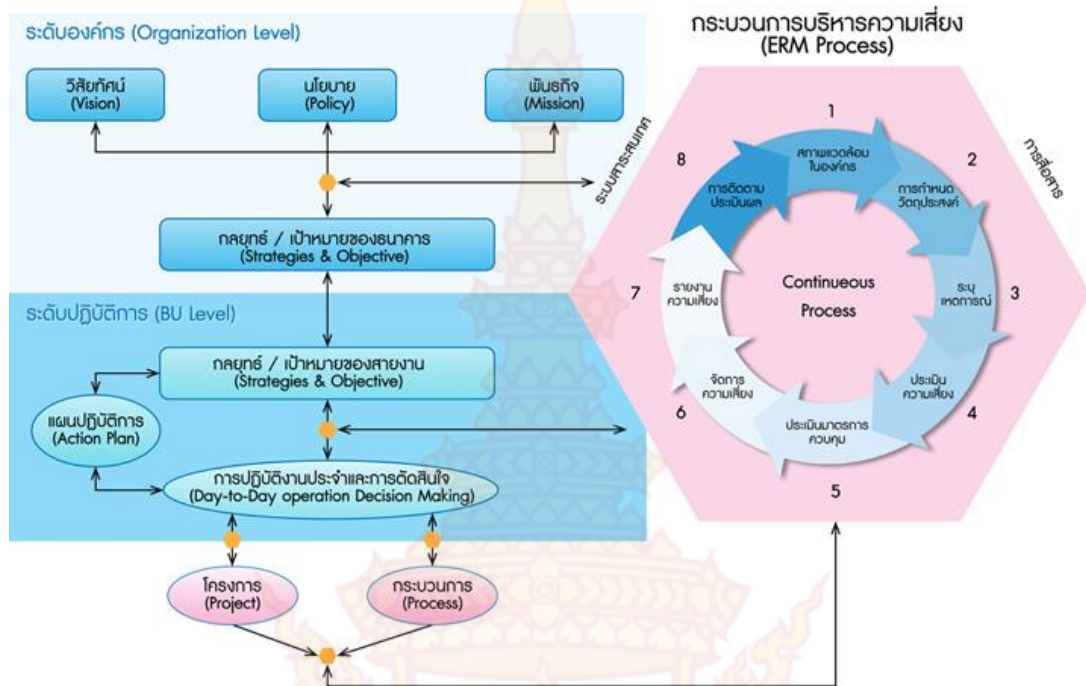 ระดับองค์กร (Organization Level)
วิสัยทัศน์
(Vision)
นโยบาย
(Policy)
พันธกิจ
(Mission)
กลยุทธ์ / เป้าหมายของธนาคาร
(Strategies & Objective)
ระดับปฏิบัติการ (BU Level)
กลยุทธ์ / เป้าหมายของสายงาน
(Strategies & Objective)
แผนปฏิบัติการ
(Action Plan)
การปฏิบัติงานประจำและการตัดสินใจ
(Day-to-Day operation Decision Making)
โครงการ
(Project)
กระบวนการ
(Process)
กระบวนการบริหารความเสี่ยง
(ERM Process)
ระบบสาระสนเทศ
การสื่อสาร
1
สภาพแวดล้อม
ในองค์กร
2
การกำหนด
วัตถุประสงค์
3
ระบุ
เหตการณ์
4
ประเมิน
ความเสี่ยง
5
ประเมินมาตรการ
ควบคุม
6
จัดการ
ความเสี่ยง
7
รายงาน
ความเสี่ยง
8
การติดตาม
ประเมินผล
Continueous
Process